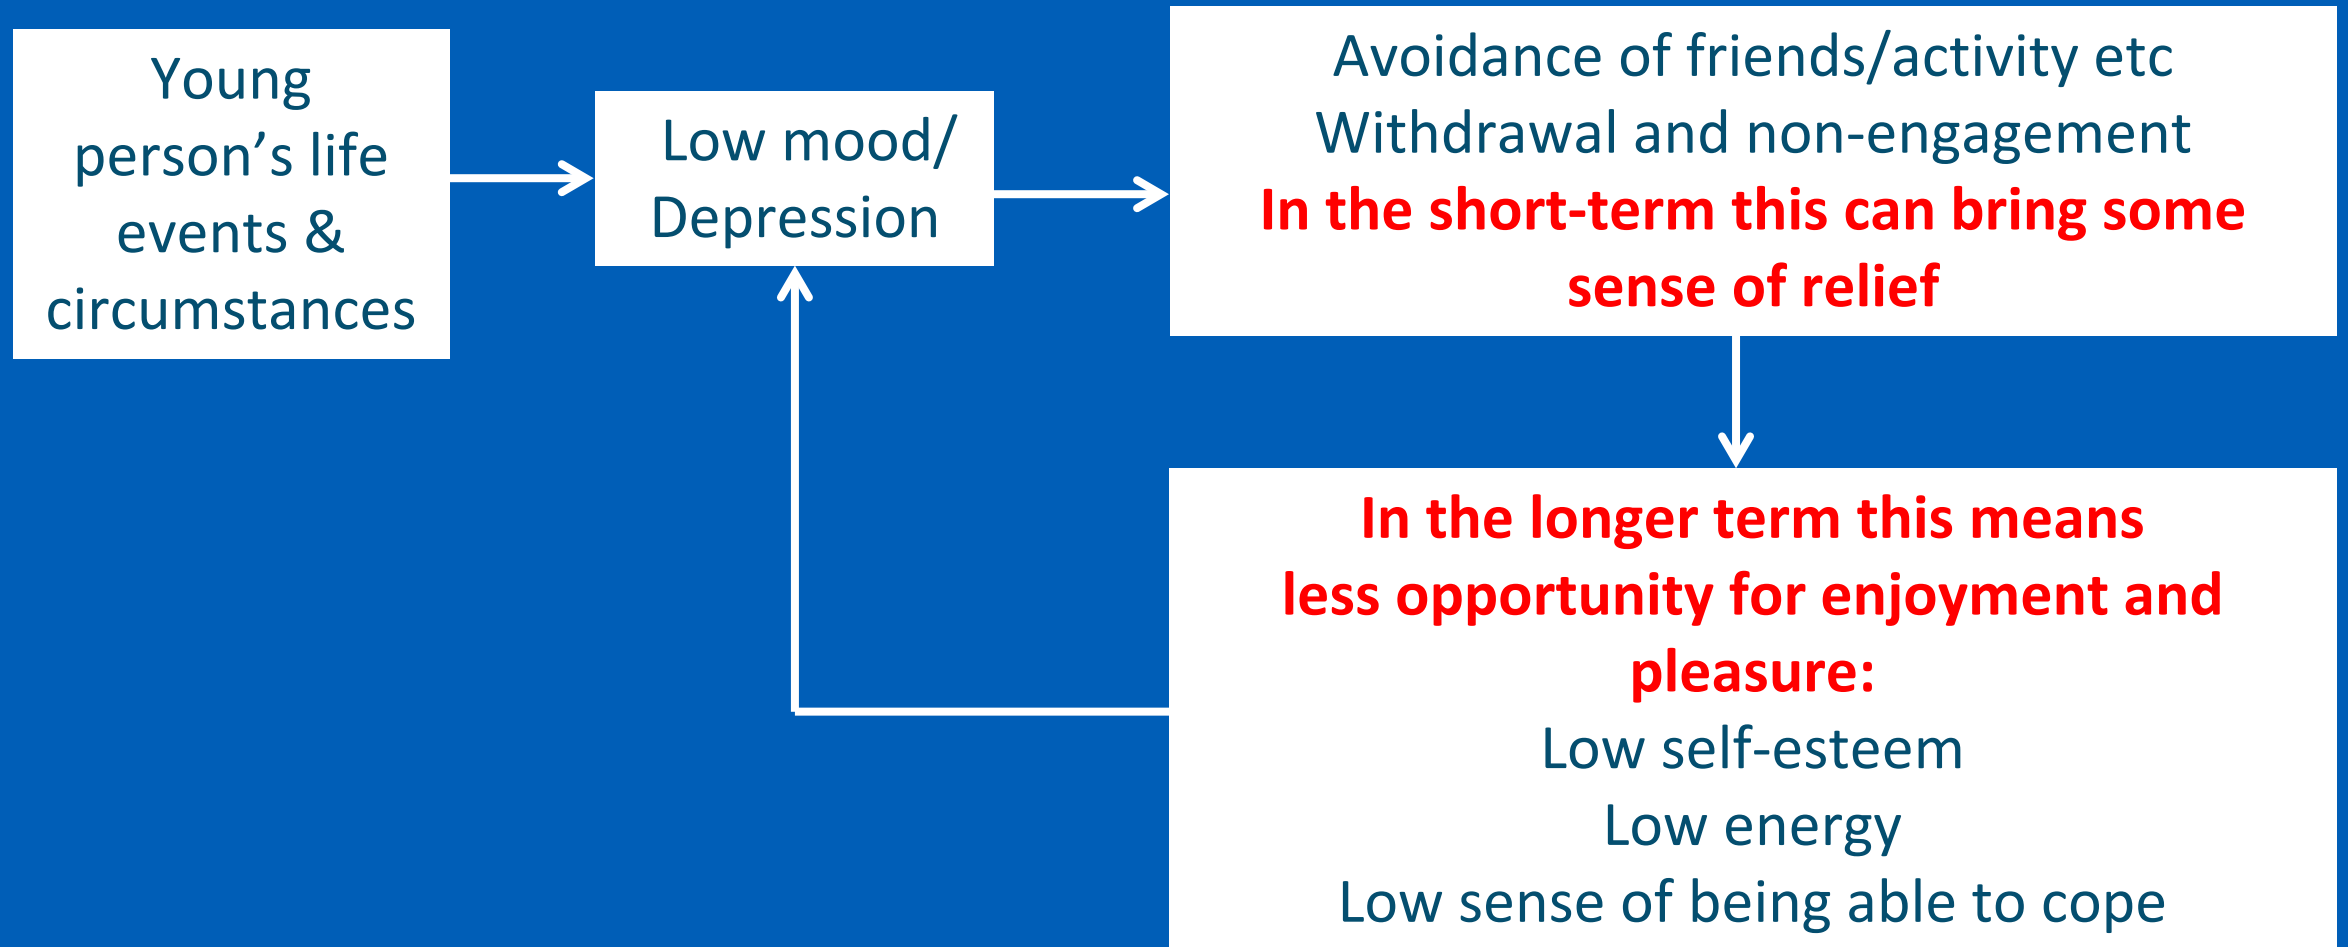 Young
person’s life
events &
circumstances
Low mood/
Depression
Avoidance of friends/activity etc
Withdrawal and non-engagement
In the short-term this can bring some
sense of relief
In the longer term this means
less opportunity for enjoyment and
pleasure:
Low self-esteem
Low energy
Low sense of being able to cope